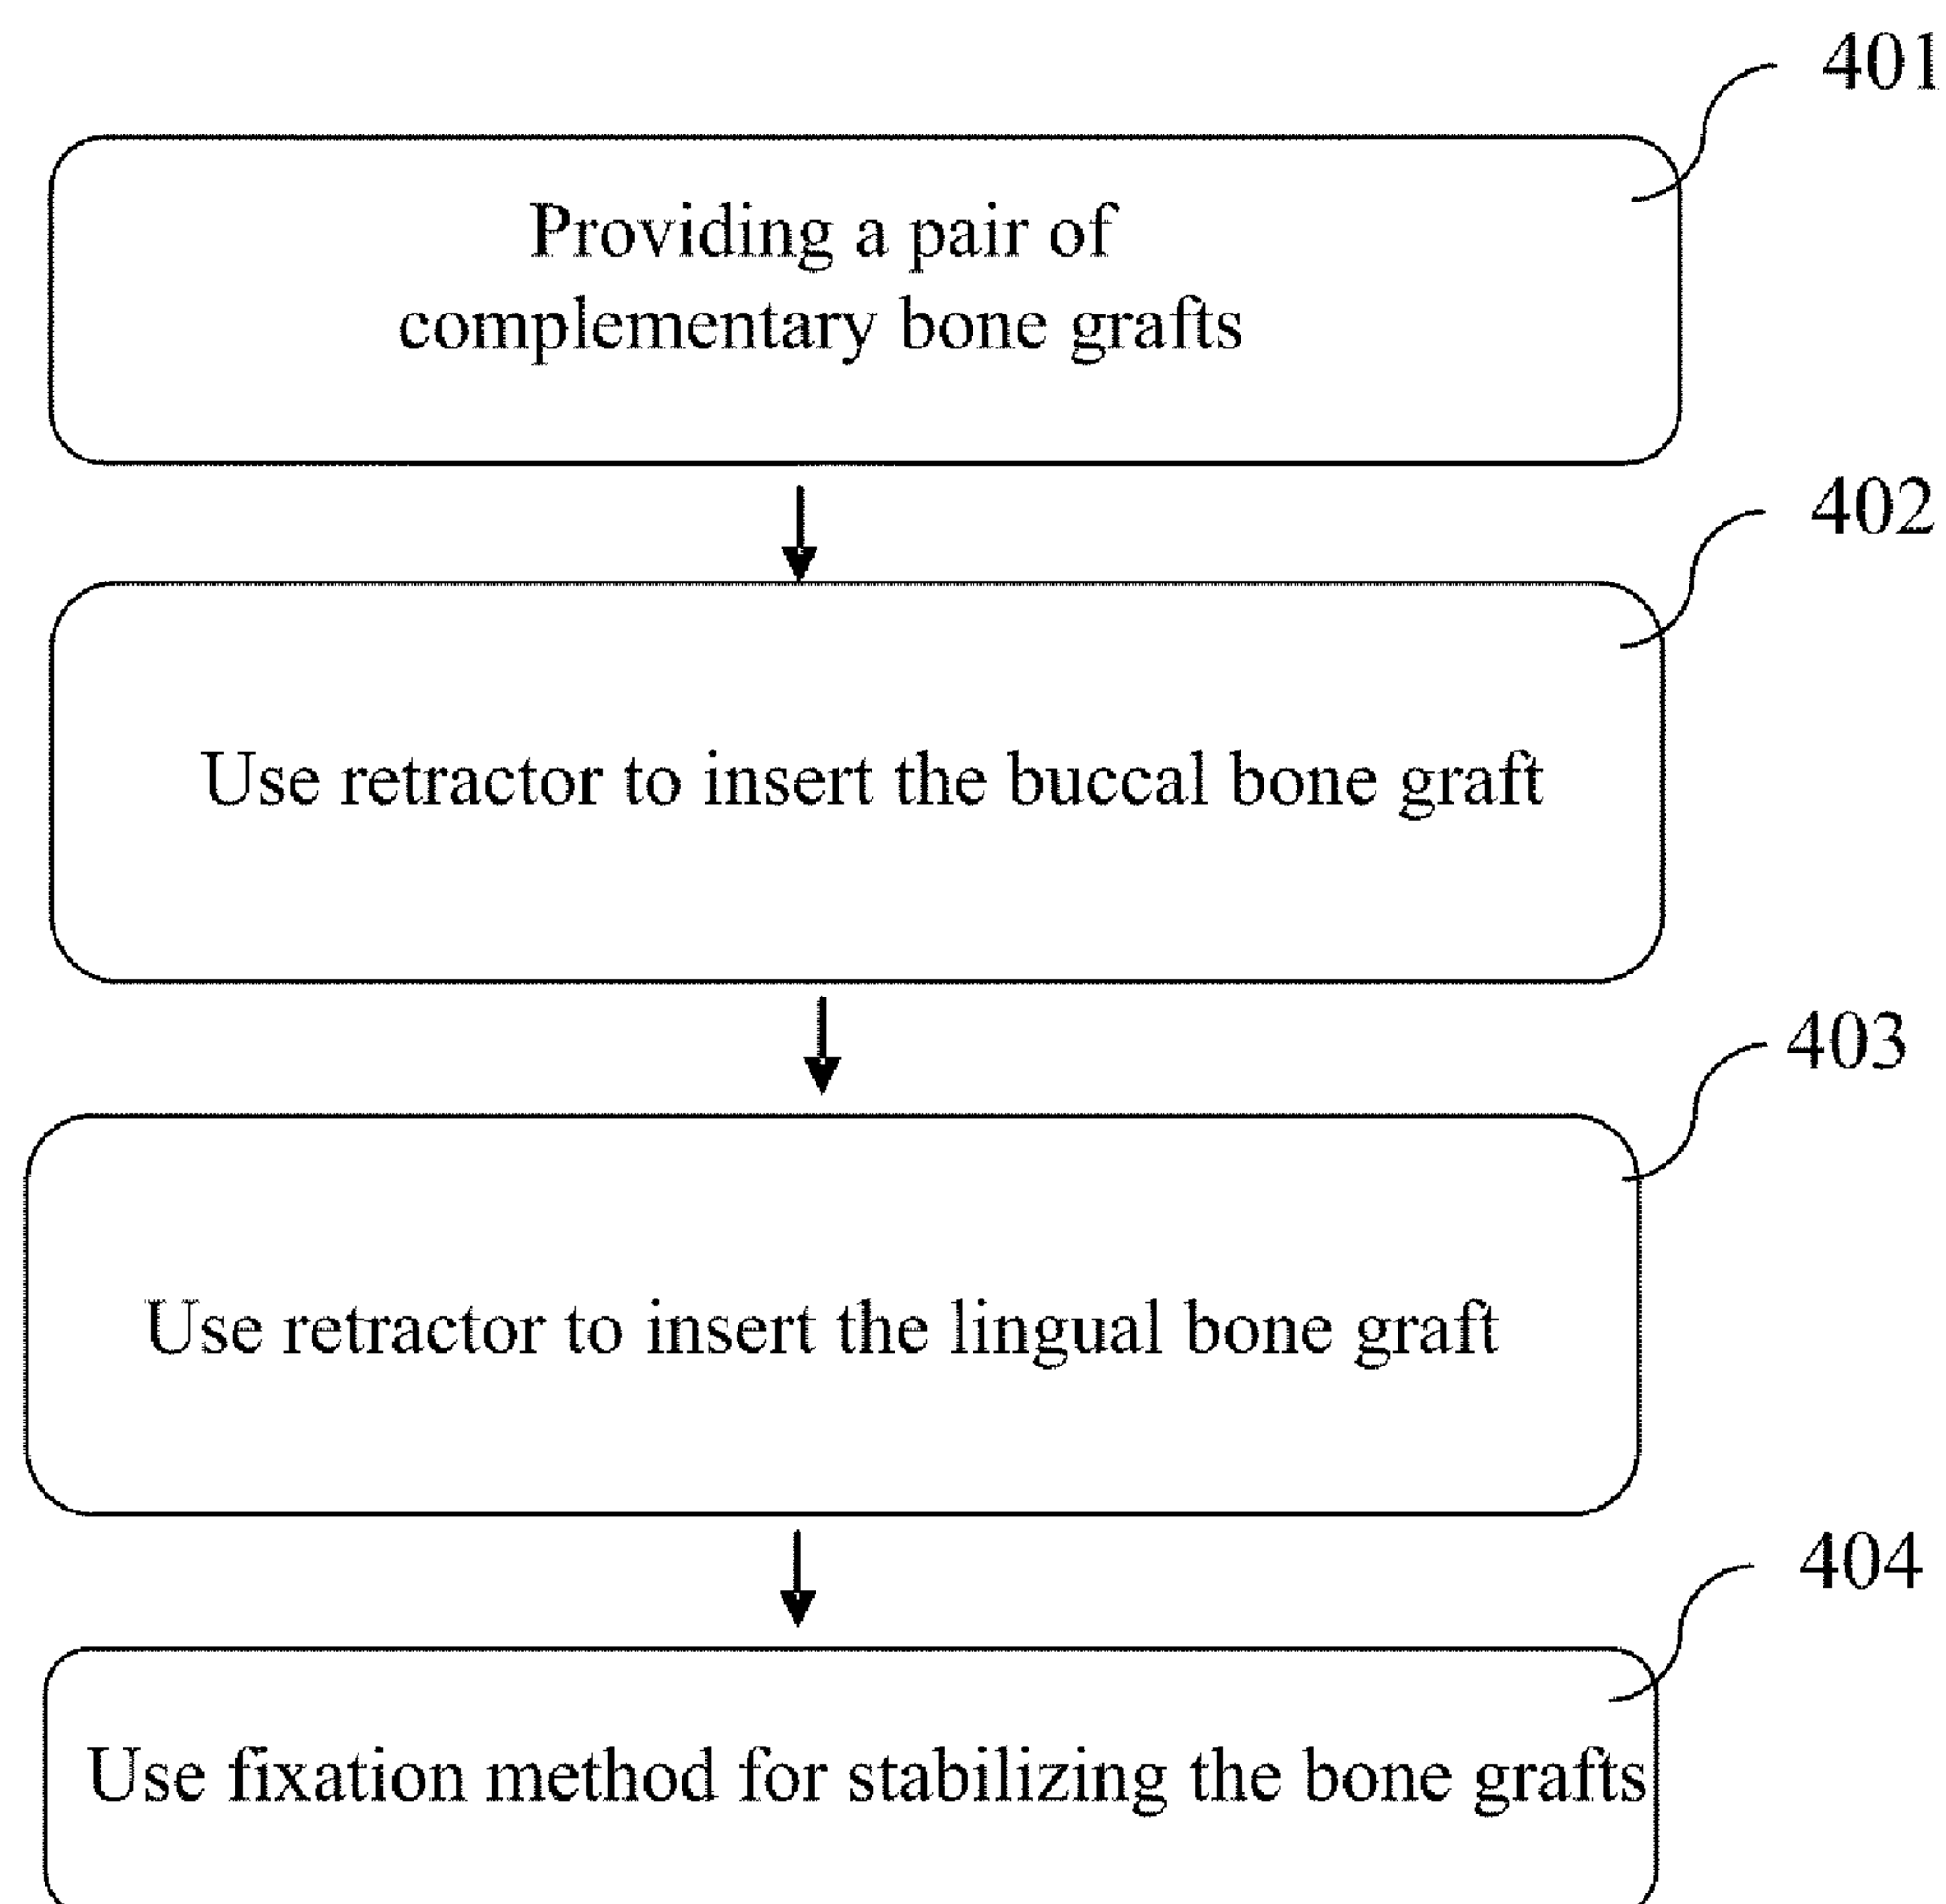 401
Providing a pair of
complementary bone grafts
402
Use retractor to insert the buccal bone graft
403
Use retractor to insert the lingual bone graft
404
Use fixation method for stabilizing the bone grafts